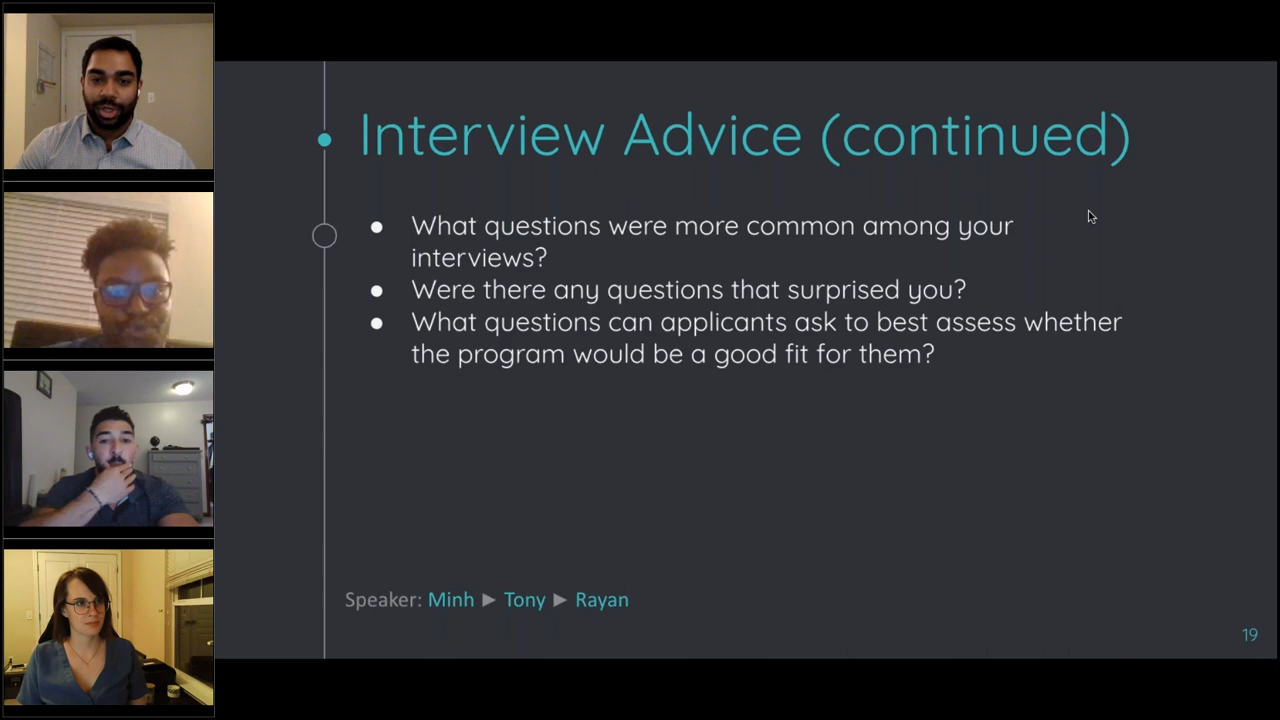 Interview Advice (continued)
● What questions were more common among your
interviews?
● Were there any questions that surprised you?
● What questions can applicants ask to best assess whether
the program would be a good fit for them?
Speaker: Minh ▶ Tony ▶ Rayan
19